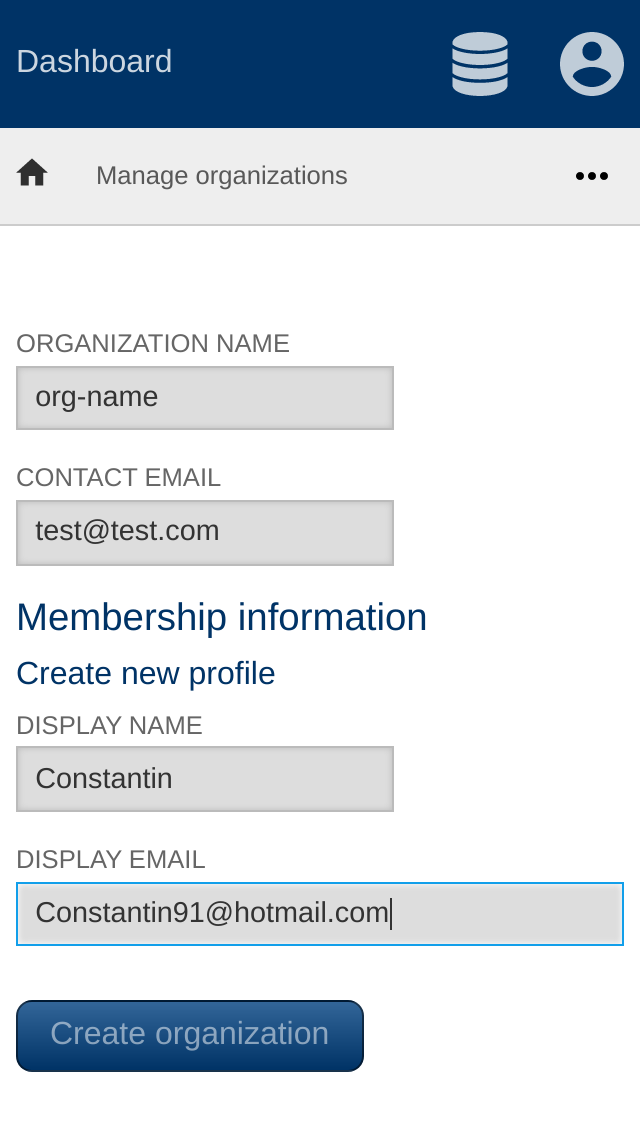 Dashboard
Manage organizations
ORGANIZATION NAME
org-name
CONTACT EMAIL
test@test.com
Membership information
Create new profile
DISPLAY NAME
Constantin
DISPLAY EMAIL
Constantin91@hotmail.com
Create organization